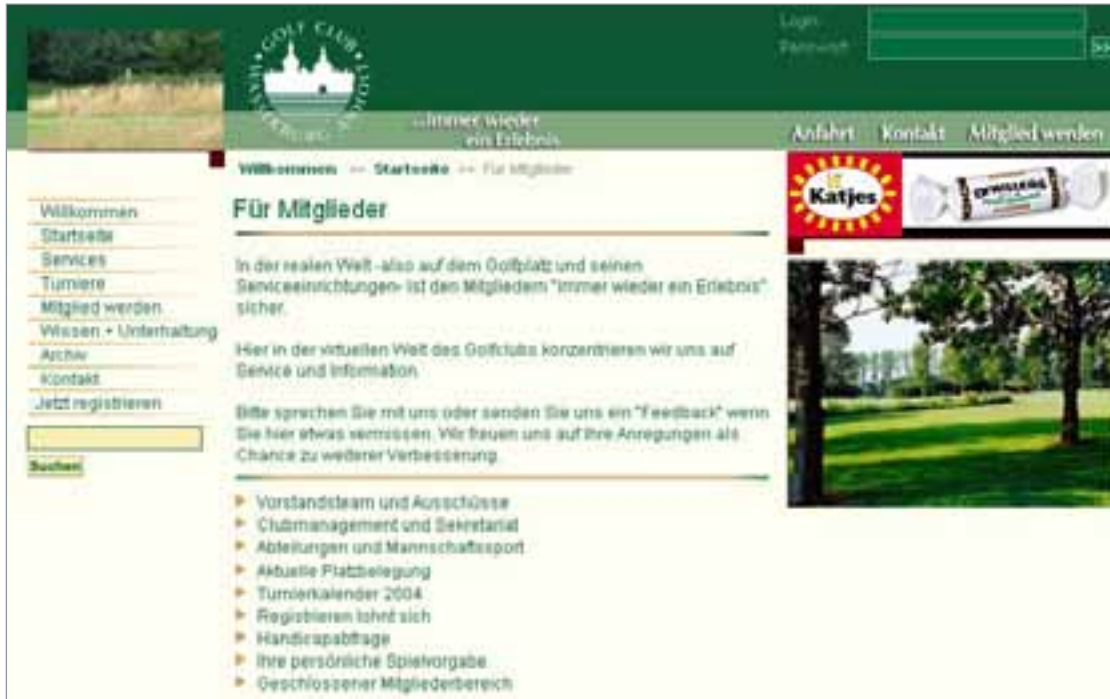 Login:
Passwort:
>>
GOLF CLUB
...immer wieder
ein Erlebnis
Anfahrt Kontakt Mitglied werden
Willkommen >> Startseite >> Für Mitglieder
Katjes
Willkommen
Startseite
Services
Turniere
Mitglied werden
Wissen + Unterhaltung
Archiv
Kontakt
Jetzt registrieren
Suchen
Für Mitglieder
In der realen Welt -also auf dem Golfplatz und seinen
Serviceeinrichtungen- ist den Mitgliedern "immer wieder ein Erlebnis"
sicher.
Hier in der virtuellen Welt des Golfclubs konzentrieren wir uns auf
Service und Information.
Bitte sprechen Sie mit uns oder senden Sie uns ein "Feedback" wenn
Sie hier etwas vermissen. Wir freuen uns auf Ihre Anregungen als
Chance zu weiterer Verbesserung.
Vorstandsteam und Ausschüsse
Clubmanagement und Sekretariat
Abteilungen und Mannschaftssport
Aktuelle Platzbelegung
Turnierkalender 2004
Registrieren lohnt sich
Handicapabfrage
Ihre persönliche Spielvorgabe
Geschlossener Mitgliederbereich